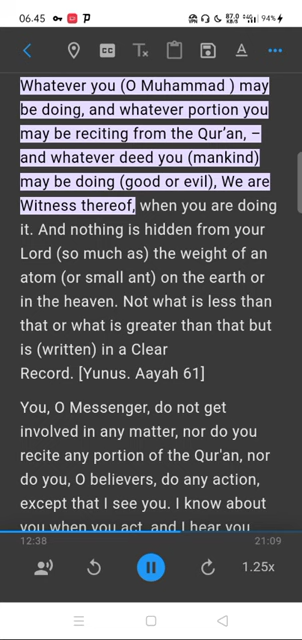 06.45
87.0 KB/S
94%
CC
Whatever you (O Muhammad ) may
be doing, and whatever portion you
may be reciting from the Qur’an, –
and whatever deed you (mankind)
may be doing (good or evil), We are
Witness thereof, when you are doing
it. And nothing is hidden from your
Lord (so much as) the weight of an
atom (or small ant) on the earth or
in the heaven. Not what is less than
that or what is greater than that but
is (written) in a Clear
Record. [Yunus. Aayah 61]
You, O Messenger, do not get
involved in any matter, nor do you
recite any portion of the Qur'an, nor
do you, O believers, do any action,
except that I see you. I know about
you when you act, and I hear you
12:38
21:09
1.25x